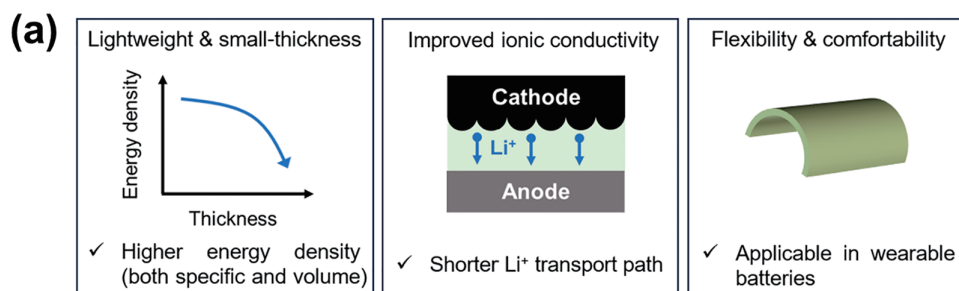 (a)
Lightweight & small-thickness
Energy density
Thickness
✓ Higher energy density
(both specific and volume)
Improved ionic conductivity
Cathode
Li⁺
Anode
✓ Shorter Li⁺ transport path
Flexibility & comfortability
✓ Applicable in wearable
batteries